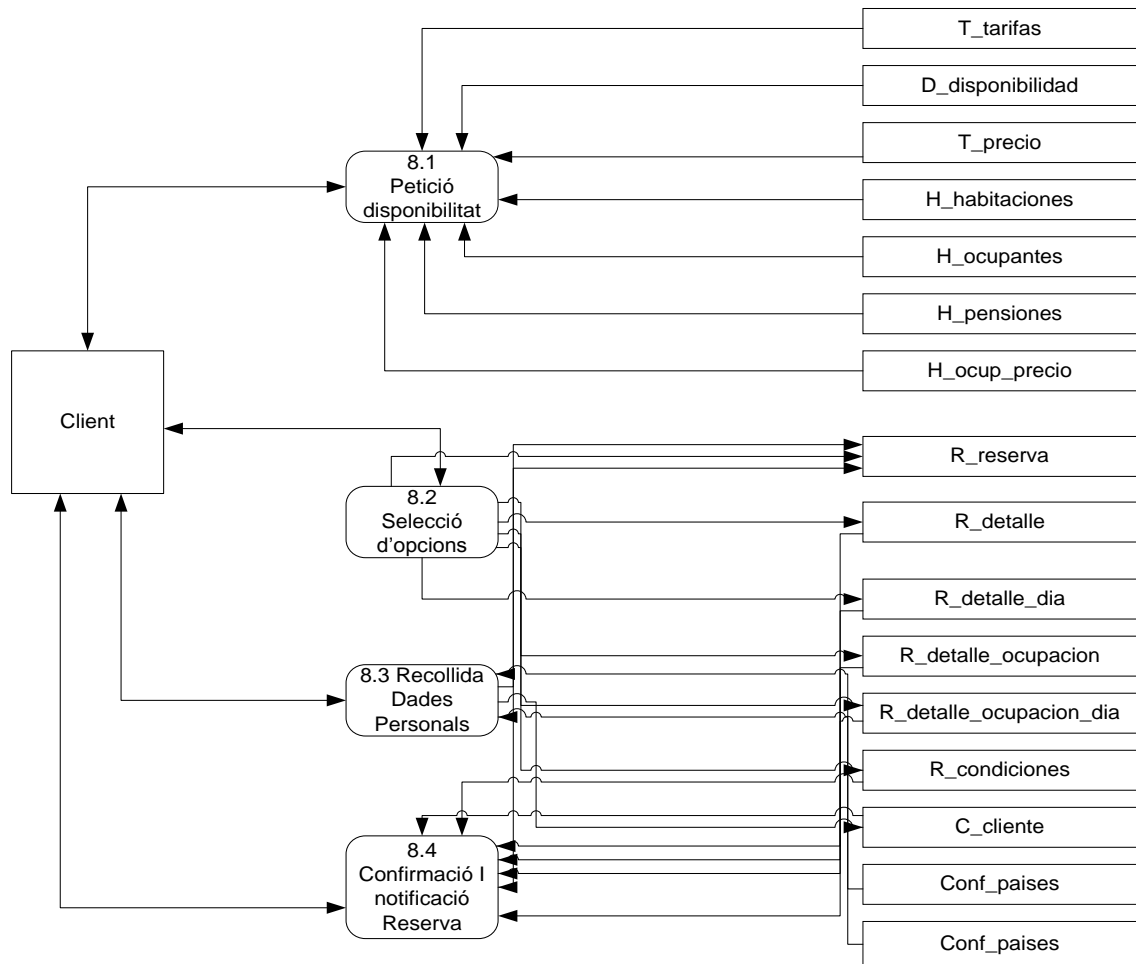 T_tarifas
D_disponibilidad
T_precio
H_habitaciones
H_ocupantes
H_pensiones
H_ocup_precio
8.1
Petició
disponibilitat
Client
8.2
Selecció
d'opcions
8.3 Recollida
Dades
Personals
8.4
Confirmació I
notificació
Reserva
R_reserva
R_detalle
R_detalle_dia
R_detalle_ocupacion
R_detalle_ocupacion_dia
R_condiciones
C_cliente
Conf_paises
Conf_paises